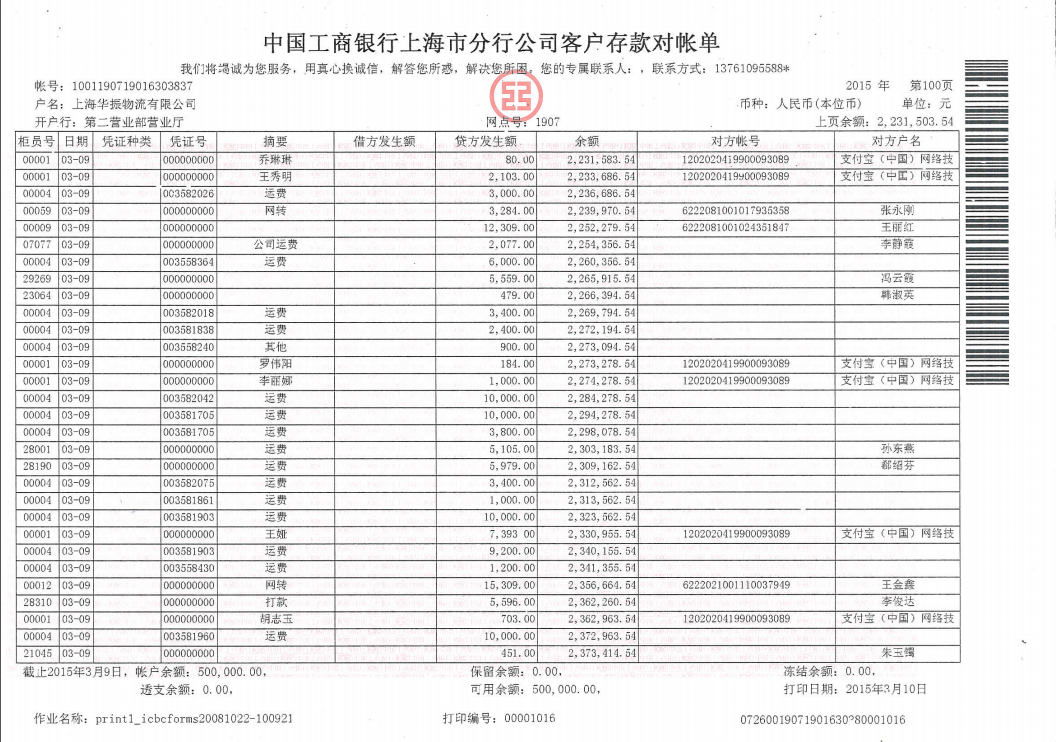 中国工商银行上海市分行公司客户存款对帐单
我们将竭诚为您服务，用真心换诚信，解答您所惑，解决您所困。您的专属联系人：，联系方式：13761095588*
帐号：1001190719016303837 2015 年 第100页
户名：上海华振物流有限公司 币种：人民币(本位币) 单位：元
开户行：第二营业部营业厅 网点号：1907 上页余额：2,231,503.54
柜员号 日期 凭证种类 凭证号 摘要 借方发生额 贷方发生额 余额 对方帐号 对方户名
00001 03-09 000000000 乔琳琳 80.00 2,231,583.54 1202020419900093089 支付宝（中国）网络技
00001 03-09 000000000 王秀明 2,103.00 2,233,686.54 1202020419900093089 支付宝（中国）网络技
00004 03-09 003582026 运费 3,000.00 2,236,686.54
00059 03-09 000000000 网转 3,284.00 2,239,970.54 6222081001017935358 张永刚
00009 03-09 000000000 12,309.00 2,252,279.54 6222081001024351847 王丽红
07077 03-09 000000000 公司运费 2,077.00 2,254,356.54 李静霞
00004 03-09 003558364 运费 6,000.00 2,260,356.54
29269 03-09 000000000 5,559.00 2,265,915.54 冯云霞
23064 03-09 000000000 479.00 2,266,394.54 韩淑英
00004 03-09 003582018 运费 3,400.00 2,269,794.54
00004 03-09 003581838 运费 2,400.00 2,272,194.54
00004 03-09 003558240 其他 900.00 2,273,094.54
00001 03-09 000000000 罗伟阳 184.00 2,273,278.54 1202020419900093089 支付宝（中国）网络技
00001 03-09 000000000 李丽娜 1,000.00 2,274,278.54 1202020419900093089 支付宝（中国）网络技
00004 03-09 003582042 运费 10,000.00 2,284,278.54
00004 03-09 003581705 运费 10,000.00 2,294,278.54
00004 03-09 003581705 运费 3,800.00 2,298,078.54
28001 03-09 000000000 运费 5,105.00 2,303,183.54 孙东燕
28190 03-09 000000000 运费 5,979.00 2,309,162.54 郗绍芬
00004 03-09 003582075 运费 3,400.00 2,312,562.54
00004 03-09 003581861 运费 1,000.00 2,313,562.54
00004 03-09 003581903 运费 10,000.00 2,323,562.54
00001 03-09 000000000 王娅 7,393 00 2,330,955.54 1202020419900093089 支付宝（中国）网络技
00004 03-09 003581903 运费 9,200.00 2,340,155.54
00004 03-09 003558430 运费 1,200.00 2,341,355.54
00012 03-09 000000000 网转 15,309.00 2,356,664.54 6222021001110037949 王金鑫
28310 03-09 000000000 打款 5,596.00 2,362,260.54 李俊达
00001 03-09 000000000 胡志玉 703.00 2,362,963.54 1202020419900093089 支付宝（中国）网络技
00004 03-09 003581960 运费 10,000.00 2,372,963.54
21045 03-09 000000000 451.00 2,373,414.54 朱玉镯
截止2015年3月9日，帐户余额：500,000.00， 保留余额：0.00， 冻结余额：0.00，
透支余额：0.00， 可用余额：500,000.00， 打印日期：2015年3月10日
作业名称：print1_icbcforms20081022-100921 打印编号：00001016 0726001907190163038​0001016